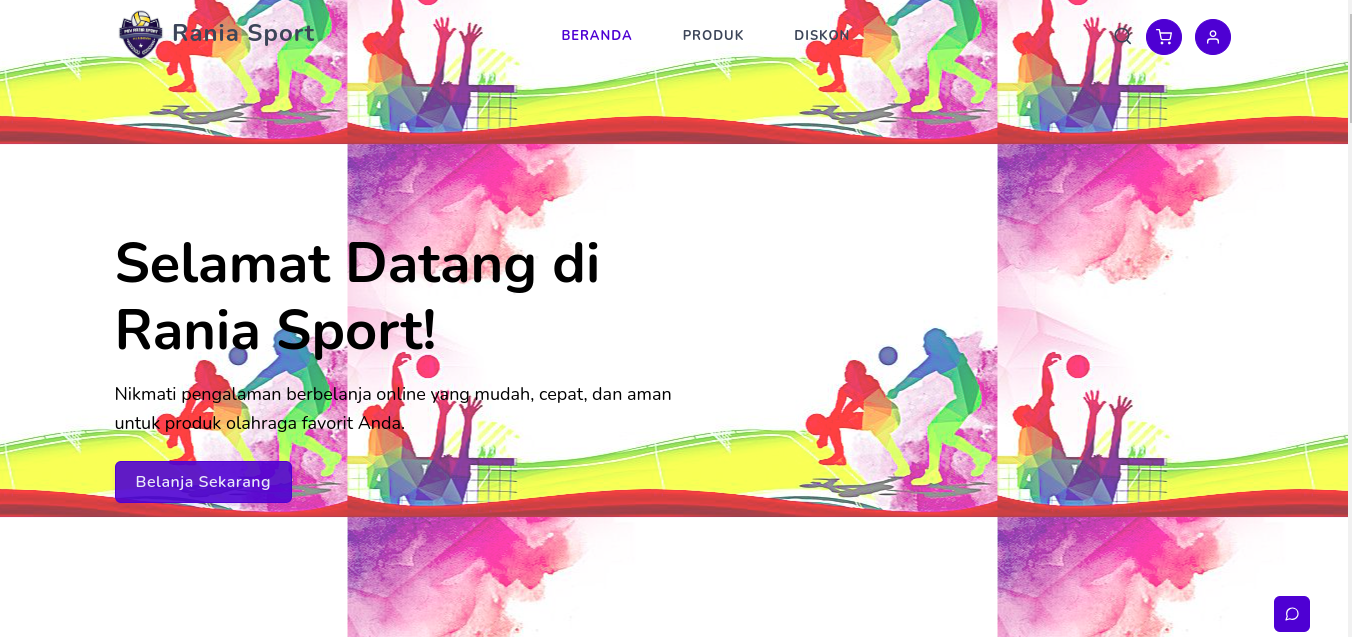 Rania Sport
BERANDA
PRODUK
DISKON
Selamat Datang di
Rania Sport!
Nikmati pengalaman berbelanja online yang mudah, cepat, dan aman
untuk produk olahraga favorit Anda.
Belanja Sekarang